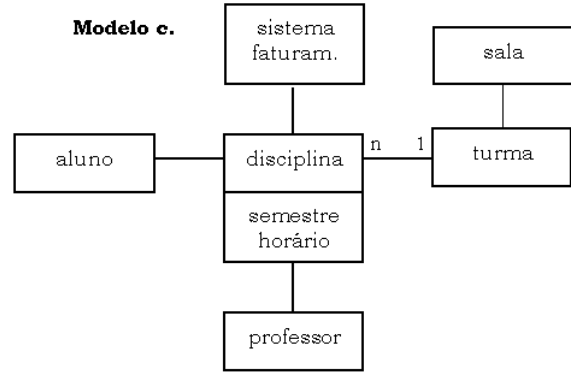 Modelo c.
sistema
faturam.
sala
aluno
disciplina
n
1
turma
semestre
horário
professor